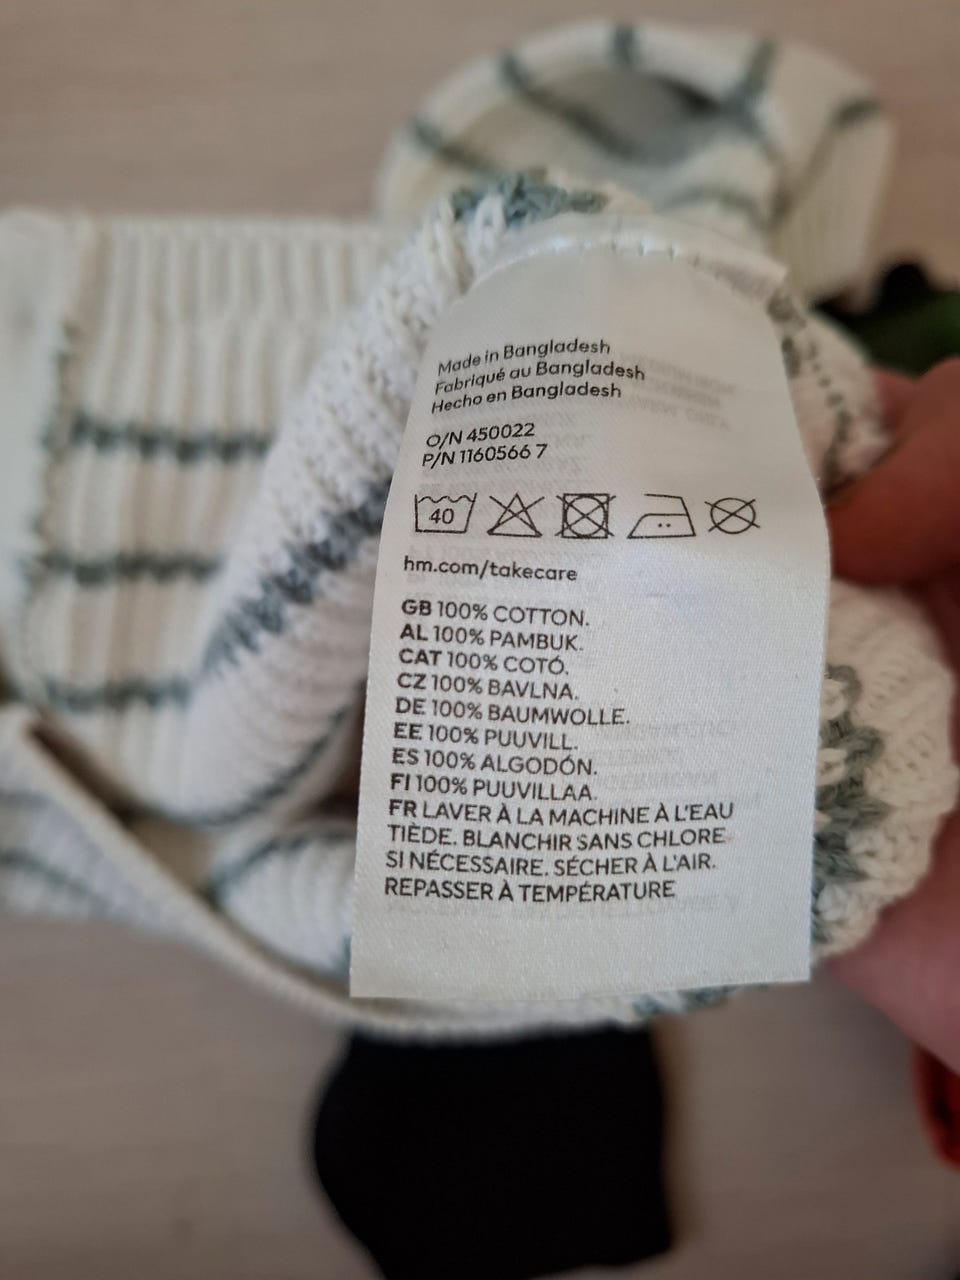 Made in Bangladesh
Fabriqué au Bangladesh
Hecho en Bangladesh
O/N 450022
P/N 1160566 7
40
hm.com/takecare
GB 100% COTTON.
AL 100% PAMBUK.
CAT 100% COTÓ.
CZ 100% BAVLNA.
DE 100% BAUMWOLLE.
EE 100% PUUVILL.
ES 100% ALGODÓN.
FI 100% PUUVILLAA.
FR LAVER À LA MACHINE À L'EAU
TIÈDE. BLANCHIR SANS CHLORE
SI NÉCESSAIRE. SÉCHER À L'AIR.
REPASSER À TEMPÉRATURE